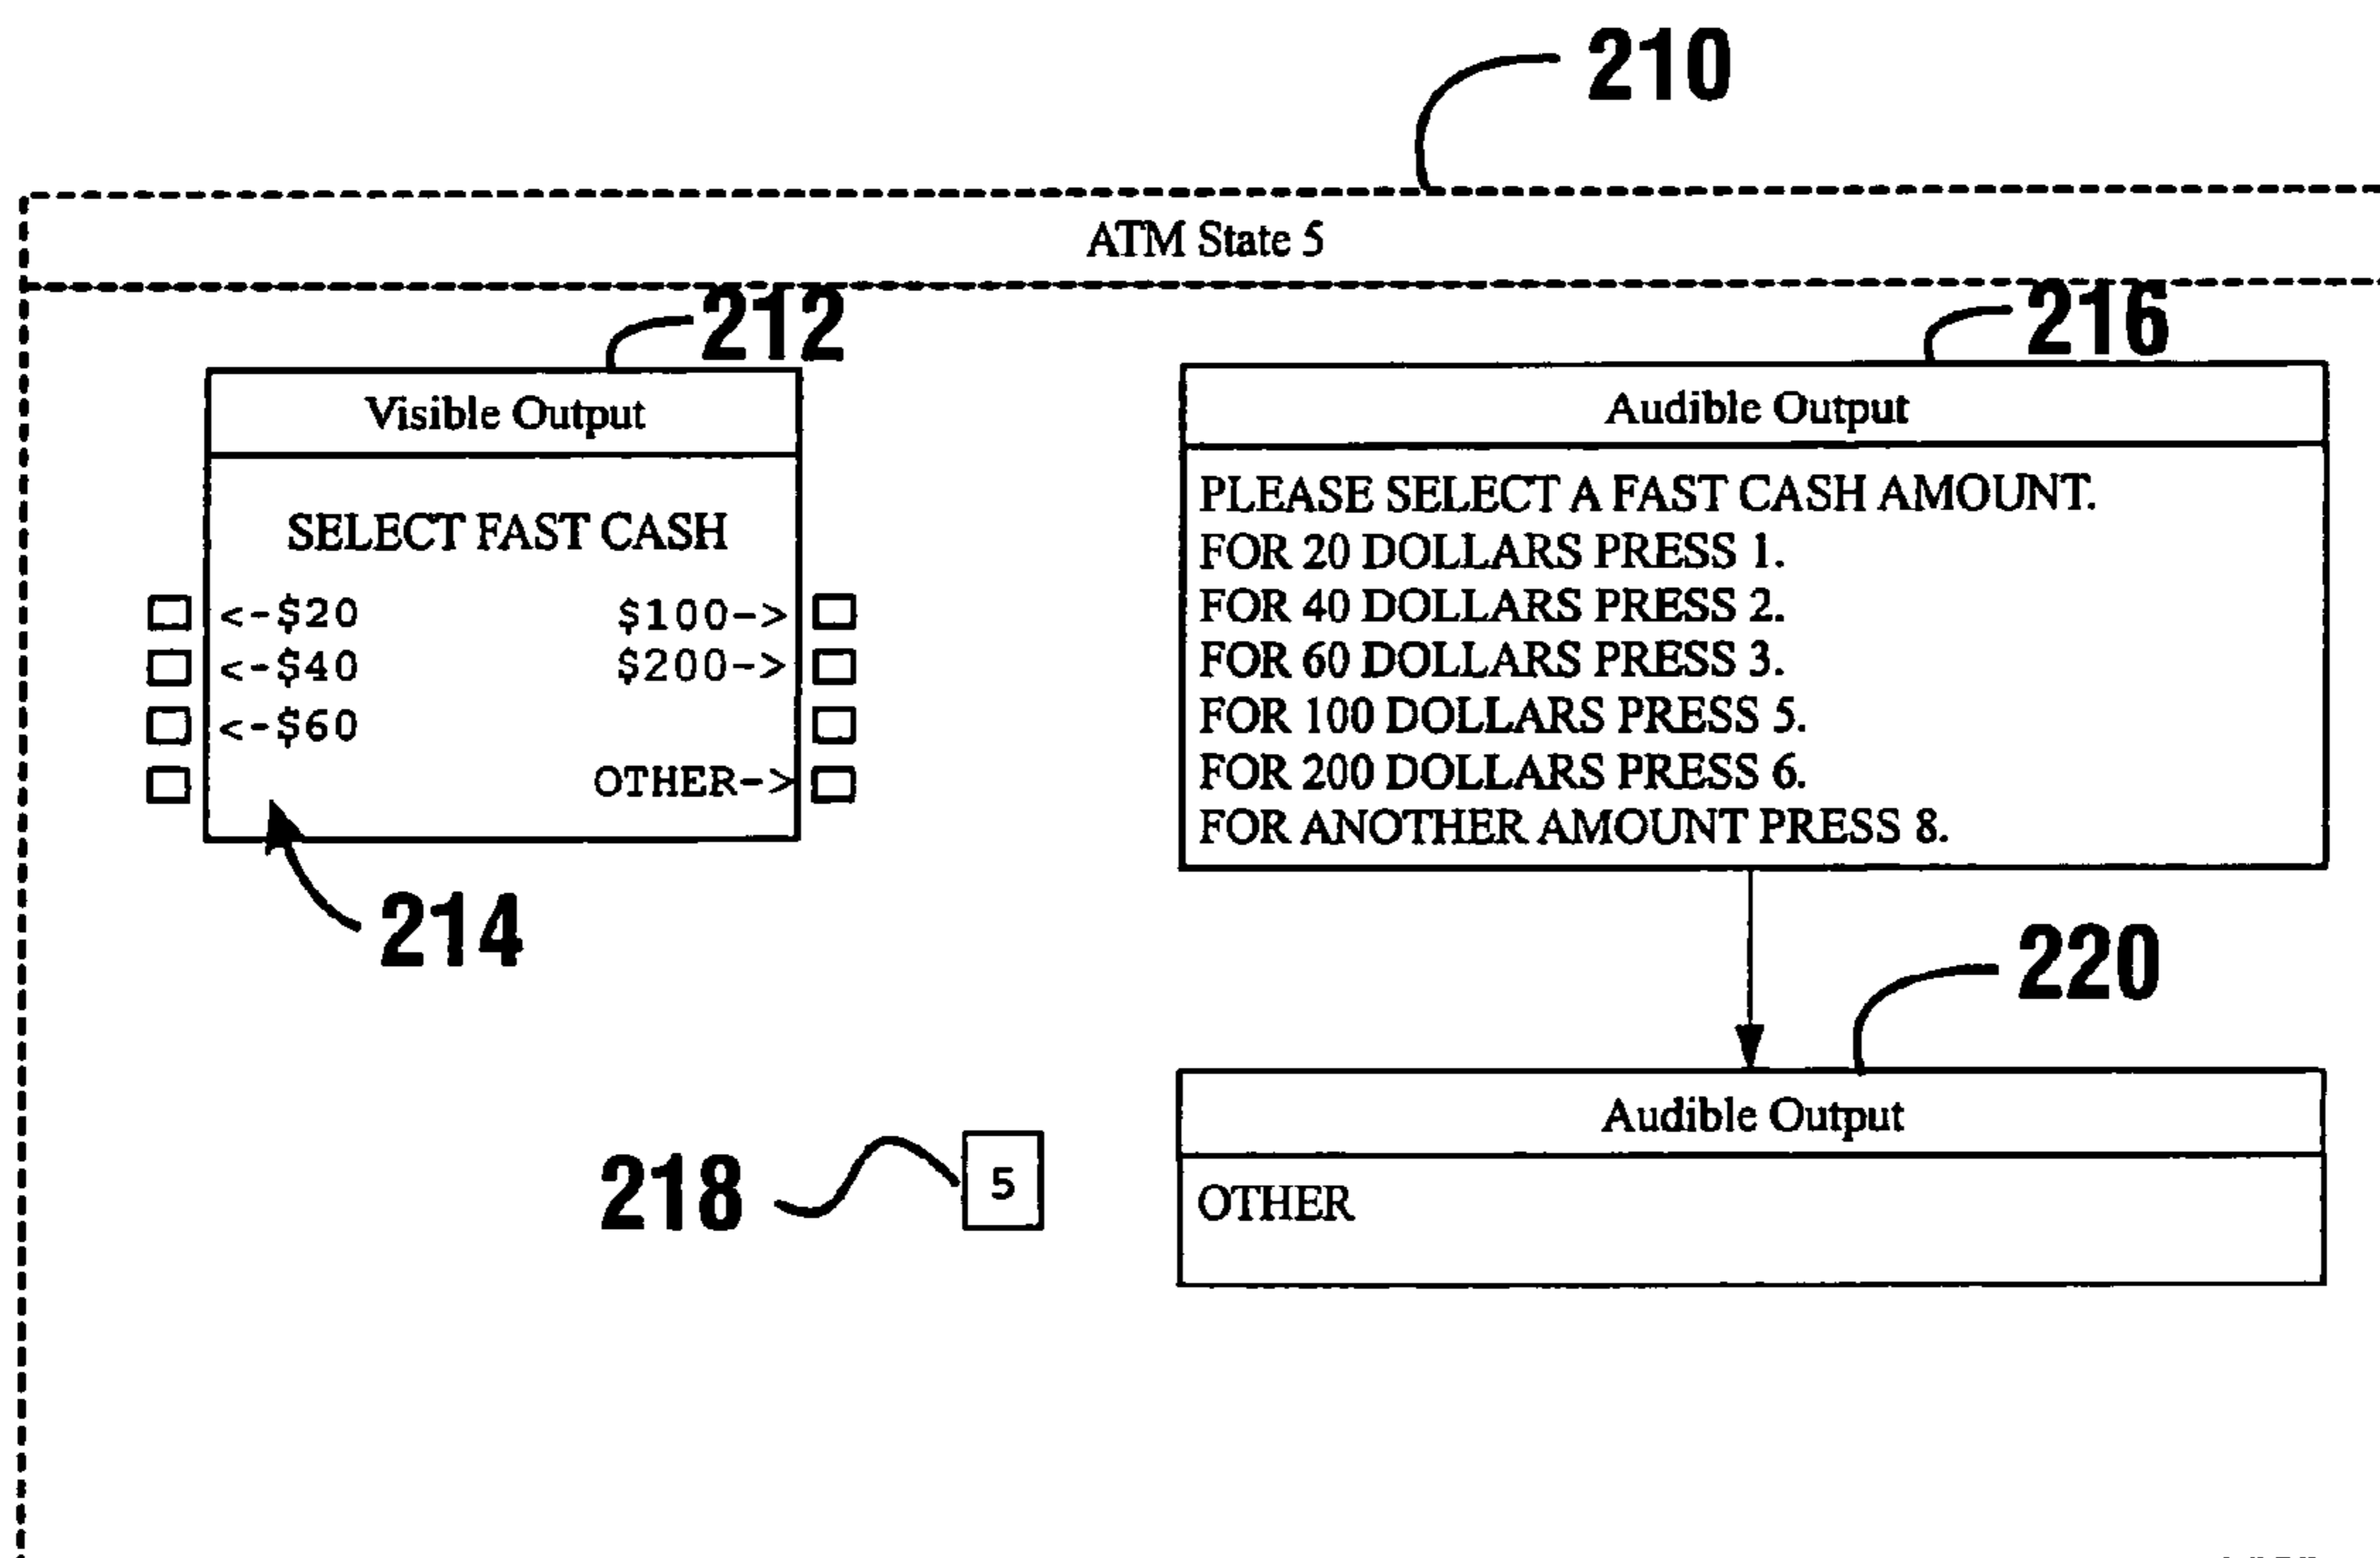 210
ATM State 5
212
216
Visible Output
SELECT FAST CASH
<-$20 $100->
<-$40 $200->
<-$60
OTHER->
214
Audible Output
PLEASE SELECT A FAST CASH AMOUNT.
FOR 20 DOLLARS PRESS 1.
FOR 40 DOLLARS PRESS 2.
FOR 60 DOLLARS PRESS 3.
FOR 100 DOLLARS PRESS 5.
FOR 200 DOLLARS PRESS 6.
FOR ANOTHER AMOUNT PRESS 8.
220
218
5
Audible Output
OTHER